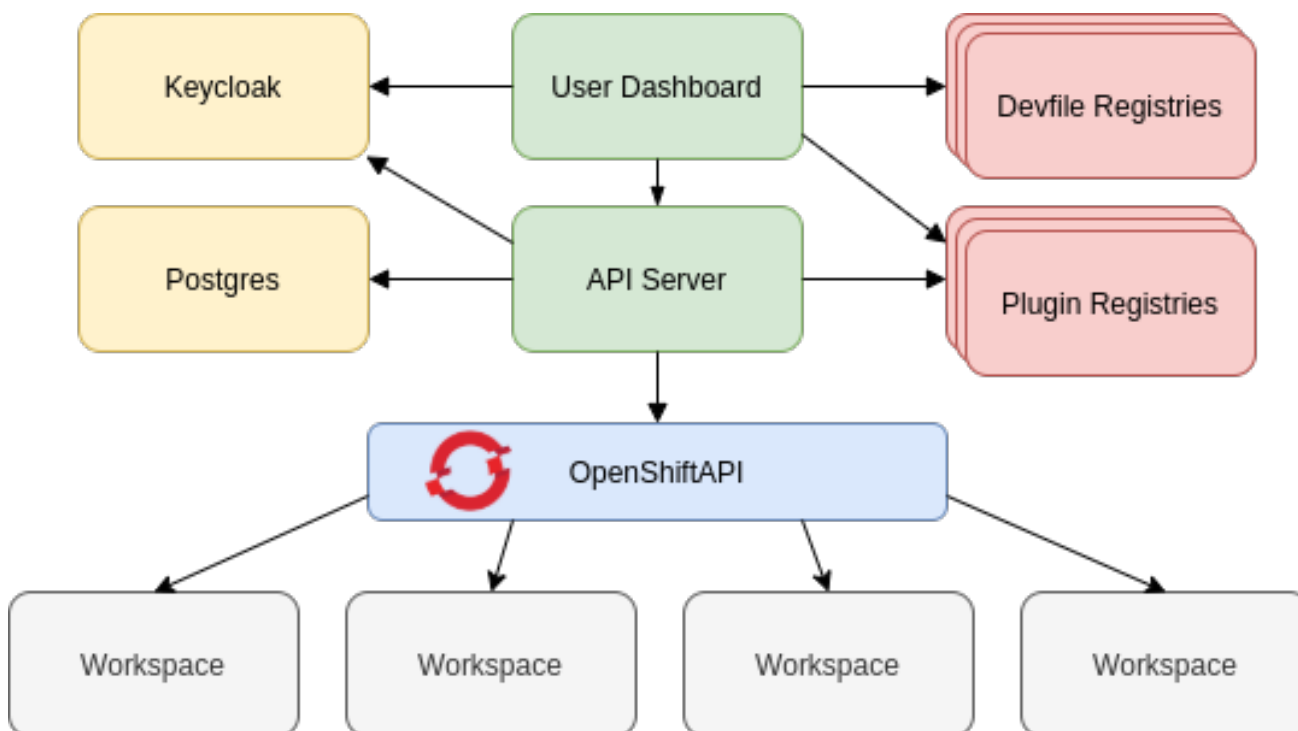 Keycloak
User Dashboard
Devfile Registries
Postgres
API Server
Plugin Registries
OpenShiftAPI
Workspace
Workspace
Workspace
Workspace